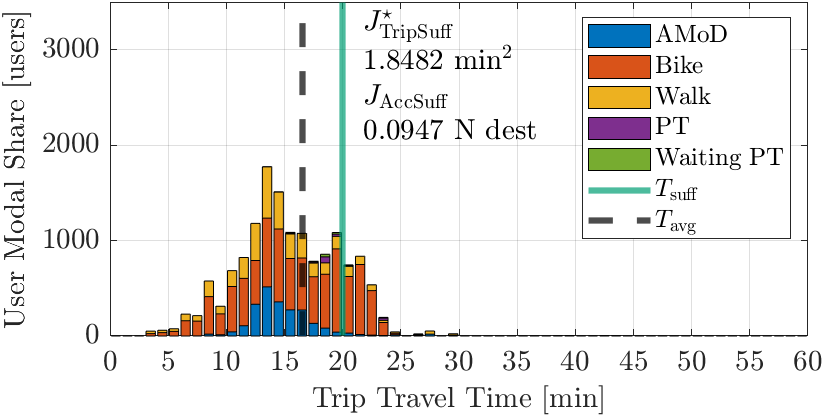 User Modal Share [users]
3000
2000
1000
0
J⋆TripSuff
1.8482 min²
JAccSuff
0.0947 N dest
AMoD
Bike
Walk
PT
Waiting PT
Tsuff
Tavg
0 5 10 15 20 25 30 35 40 45 50 55 60
Trip Travel Time [min]